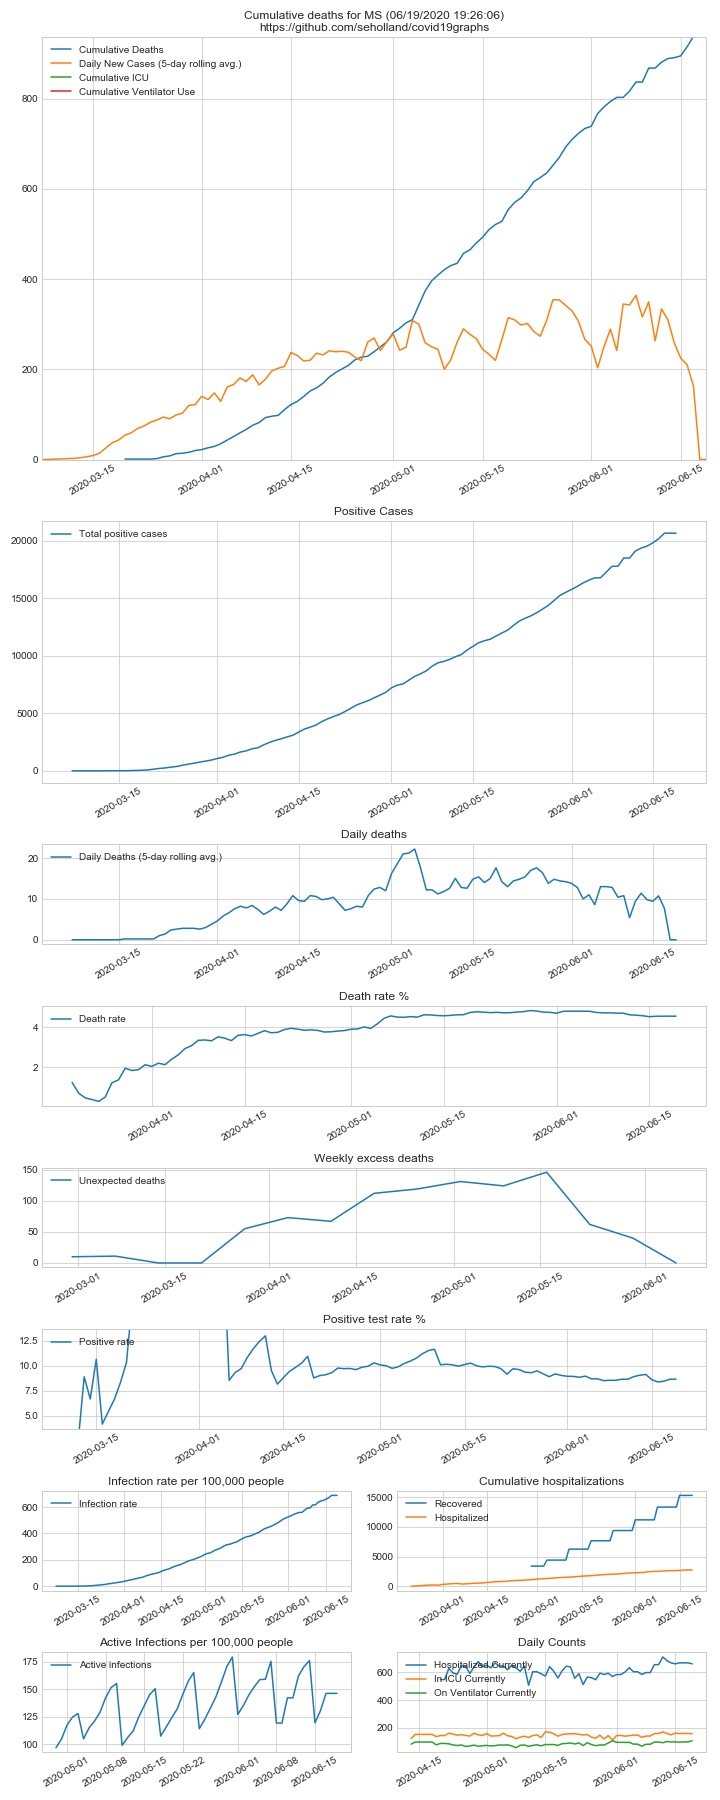 Cumulative deaths for MS (06/19/2020 19:26:06)
https://github.com/seholland/covid19graphs
Cumulative Deaths
Daily New Cases (5-day rolling avg.)
Cumulative ICU
Cumulative Ventilator Use
800
600
400
200
0
2020-03-15 2020-04-01 2020-04-15 2020-05-01 2020-05-15 2020-06-01 2020-06-15
Positive Cases
Total positive cases
20000
15000
10000
5000
0
2020-03-15 2020-04-01 2020-04-15 2020-05-01 2020-05-15 2020-06-01 2020-06-15
Daily deaths
Daily Deaths (5-day rolling avg.)
20
10
0
2020-03-15 2020-04-01 2020-04-15 2020-05-01 2020-05-15 2020-06-01 2020-06-15
Death rate %
Death rate
4
2
2020-04-01 2020-04-15 2020-05-01 2020-05-15 2020-06-01 2020-06-15
Weekly excess deaths
Unexpected deaths
150
100
50
0
2020-03-01 2020-03-15 2020-04-01 2020-04-15 2020-05-01 2020-05-15 2020-06-01
Positive test rate %
Positive rate
12.5
10.0
7.5
5.0
2020-03-15 2020-04-01 2020-04-15 2020-05-01 2020-05-15 2020-06-01 2020-06-15
Infection rate per 100,000 people
Infection rate
600
400
200
0
2020-03-15 2020-04-01 2020-04-15 2020-05-01 2020-05-15 2020-06-01 2020-06-15
Cumulative hospitalizations
Recovered
Hospitalized
15000
10000
5000
0
2020-04-01 2020-04-15 2020-05-01 2020-05-15 2020-06-01 2020-06-15
Active Infections per 100,000 people
Active infections
175
150
125
100
2020-05-01 2020-05-08 2020-05-15 2020-05-22 2020-06-01 2020-06-08 2020-06-15
Daily Counts
Hospitalized Currently
In ICU Currently
On Ventilator Currently
600
400
200
2020-04-15 2020-05-01 2020-05-15 2020-06-01 2020-06-15